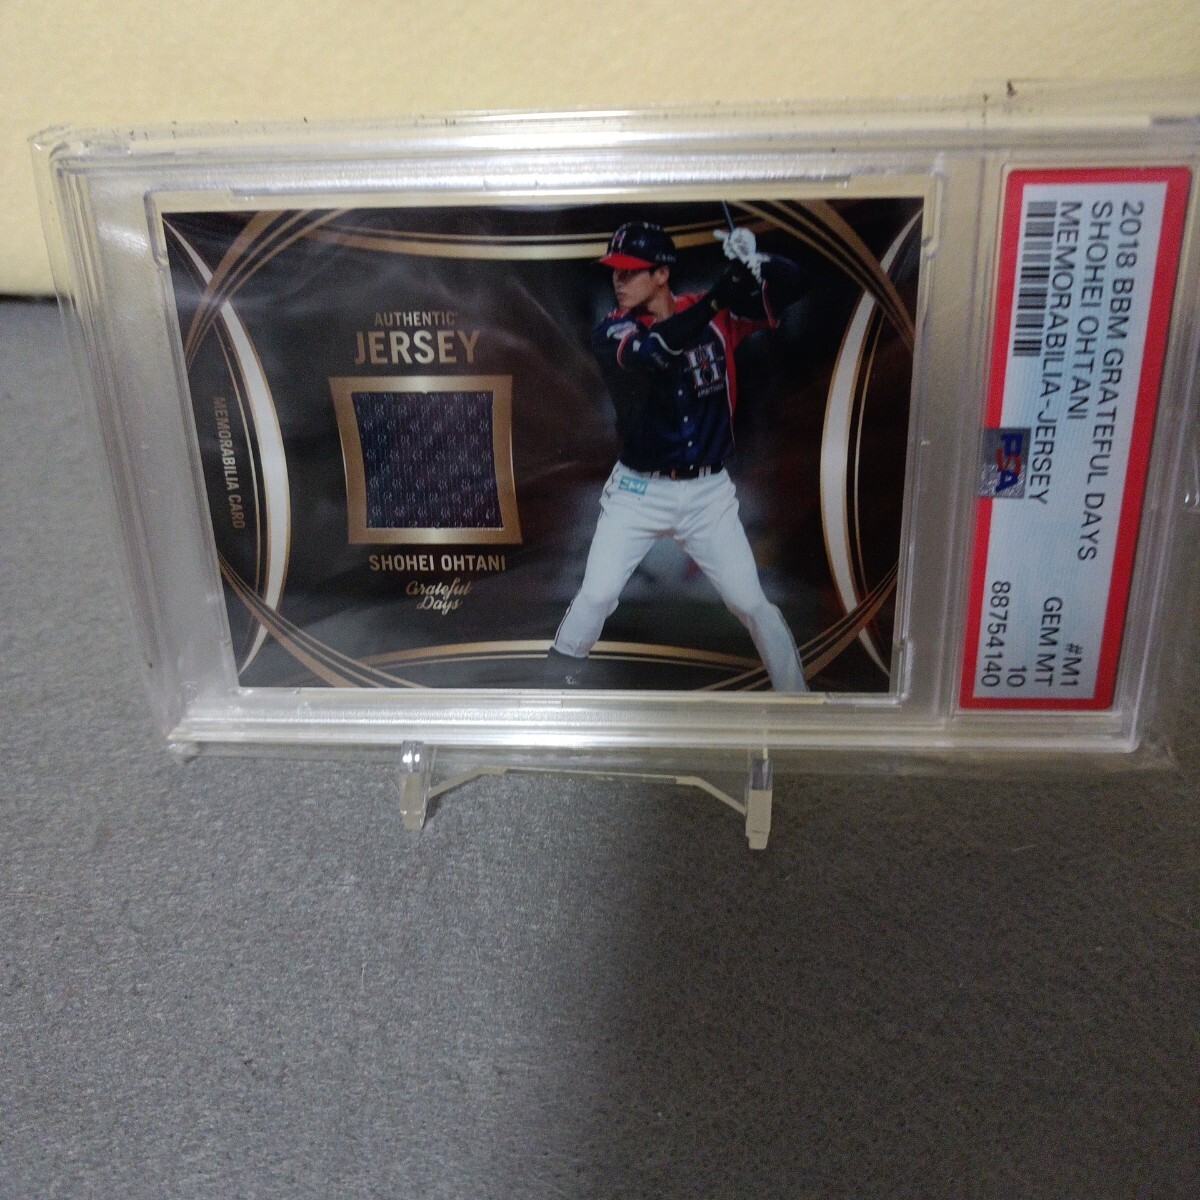 AUTHENTIC
JERSEY
MEMORABILIA CARD
SHOHEI OHTANI
Grateful
Days
2018 BBM GRATEFUL DAYS #M1
SHOHEI OHTANI GEM MT
MEMORABILIA-JERSEY 10
PSA 88754140